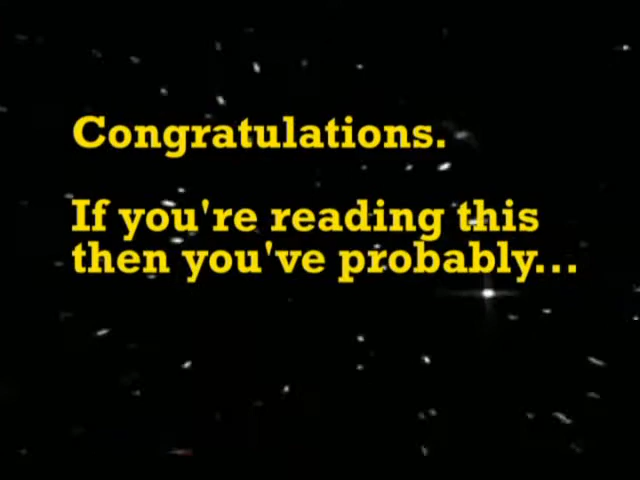 Congratulations.
If you're reading this
then you've probably...